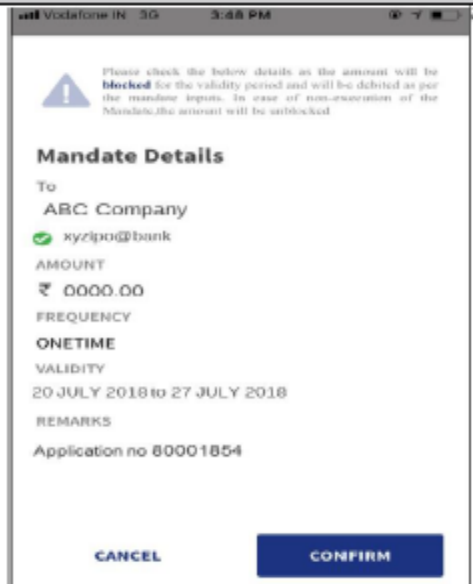 Vodafone IN 3G 3:48 PM
Please check the below details as the amount will be
blocked for the validity period and will be debited as per
the mandate inputs. In case of non-execution of the
Mandate,the amount will be unblocked
Mandate Details
To
ABC Company
xyzipo@bank
AMOUNT
₹ 0000.00
FREQUENCY
ONETIME
VALIDITY
20 JULY 2018 to 27 JULY 2018
REMARKS
Application no 80001854
CANCEL CONFIRM